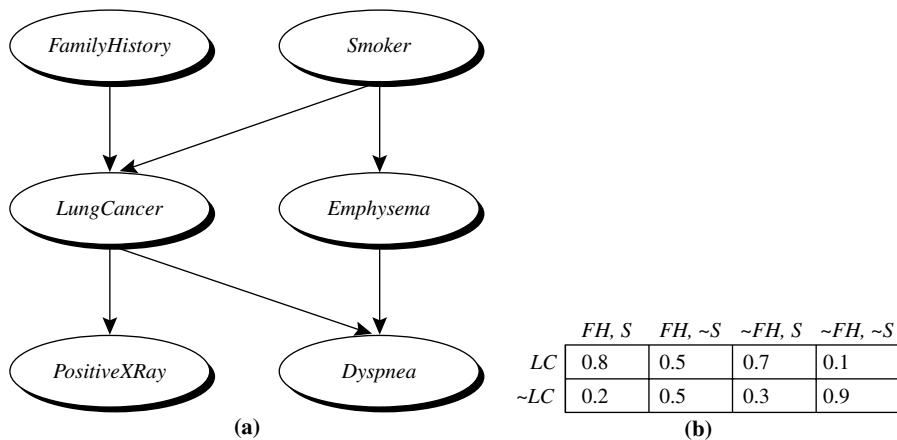 FamilyHistory Smoker
LungCancer Emphysema
FH, S FH, ~S ~FH, S ~FH, ~S
LC 0.8 0.5 0.7 0.1
PositiveXRay Dyspnea
~LC 0.2 0.5 0.3 0.9
(a) (b)